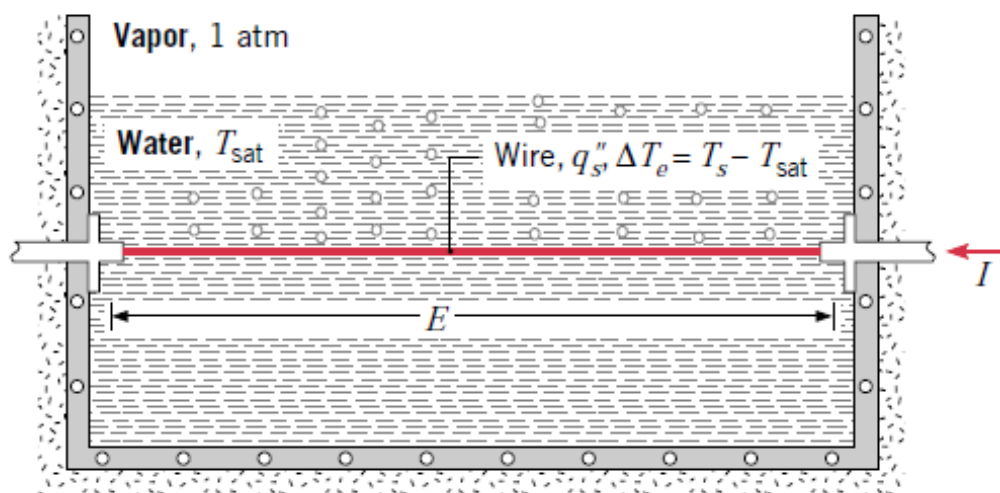 Vapor, 1 atm
Water, T_sat
Wire, q_s'', ΔT_e = T_s − T_sat
I
E